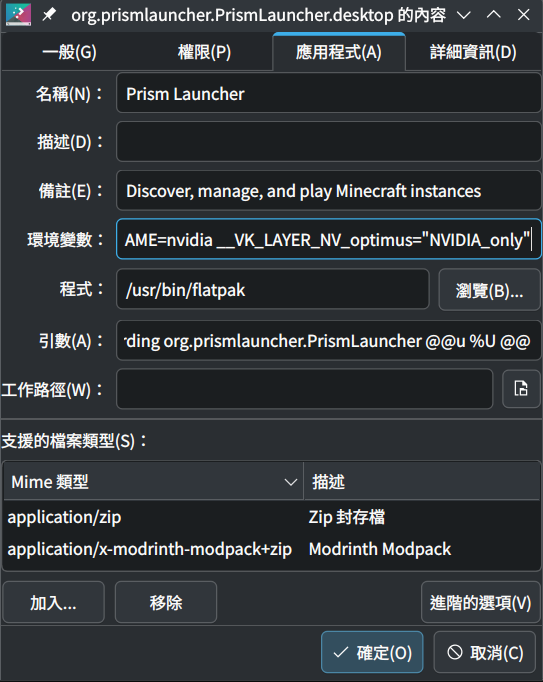 org.prismlauncher.PrismLauncher.desktop 的內容
一般(G) 權限(P) 應用程式(A) 詳細資訊(D)
名稱(N)： Prism Launcher
描述(D)：
備註(E)： Discover, manage, and play Minecraft instances
環境變數： AME=nvidia __VK_LAYER_NV_optimus="NVIDIA_only"
程式： /usr/bin/flatpak 瀏覽(B)...
引數(A)： rding org.prismlauncher.PrismLauncher @@u %U @@
工作路徑(W)：
支援的檔案類型(S)：
Mime 類型 描述
application/zip Zip 封存檔
application/x-modrinth-modpack+zip Modrinth Modpack
加入... 移除 進階的選項(V)
確定(O) 取消(C)